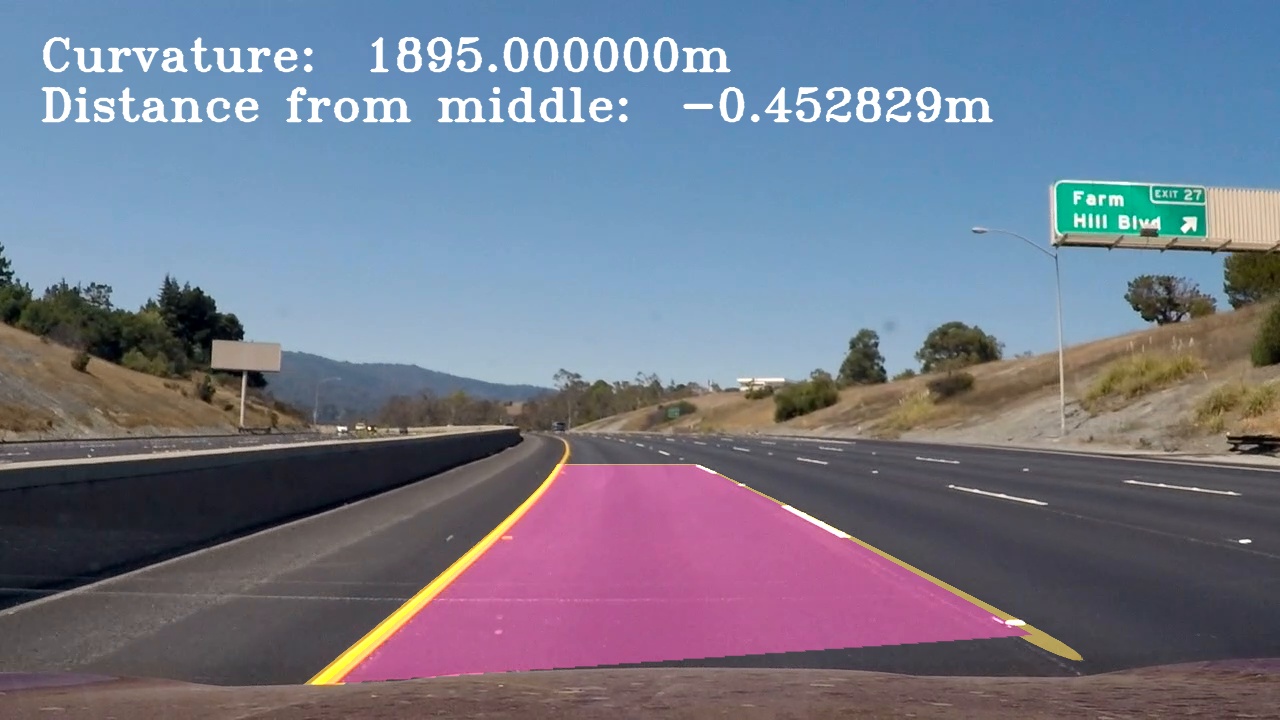 Curvature: 1895.000000m
Distance from middle: -0.452829m
EXIT 27
Farm
Hill Blvd